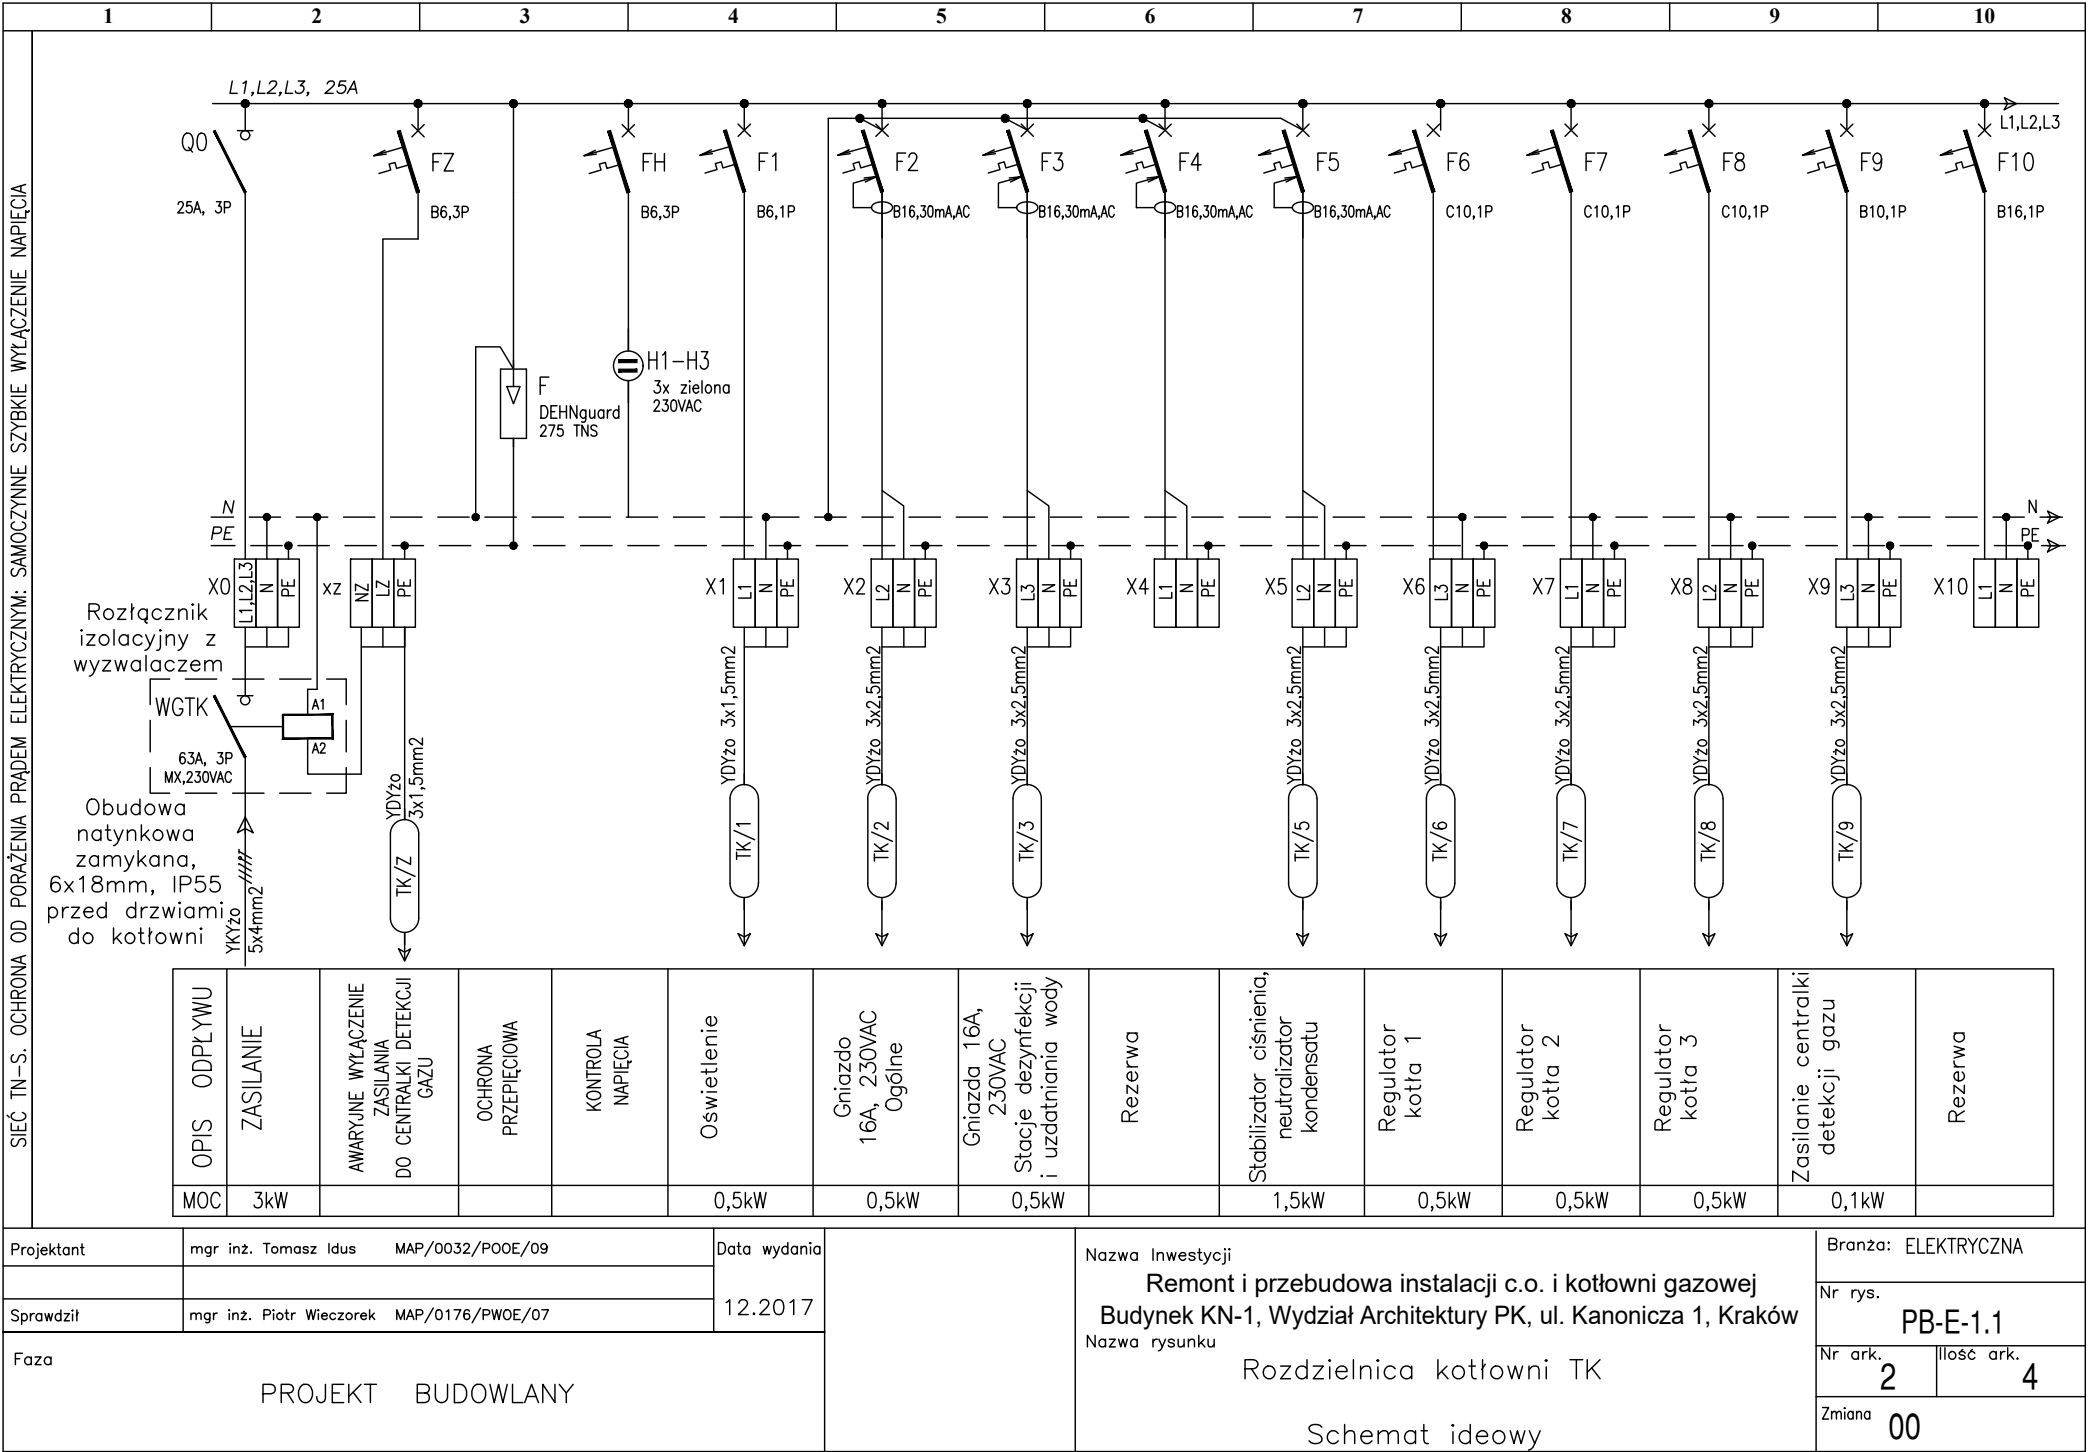 1 2 3 4 5 6 7 8 9 10
SIEĆ TN-S. OCHRONA OD PORAŻENIA PRĄDEM ELEKTRYCZNYM: SAMOCZYNNE SZYBKIE WYŁĄCZENIE NAPIĘCIA
L1,L2,L3, 25A
L1,L2,L3
Q0
25A, 3P
FZ
B6,3P
FH
B6,3P
F1
B6,1P
F2
B16,30mA,AC
F3
B16,30mA,AC
F4
B16,30mA,AC
F5
B16,30mA,AC
F6
C10,1P
F7
C10,1P
F8
C10,1P
F9
B10,1P
F10
B16,1P
F
DEHNguard
275 TNS
H1-H3
3x zielona
230VAC
N
PE
N
PE
X0 L1,L2,L3 N PE
xz NZ LZ PE
X1 L1 N PE
X2 L2 N PE
X3 L3 N PE
X4 L1 N PE
X5 L2 N PE
X6 L3 N PE
X7 L1 N PE
X8 L2 N PE
X9 L3 N PE
X10 L1 N PE
Rozłącznik
izolacyjny z
wyzwalaczem
WGTK
A1
A2
63A, 3P
MX,230VAC
Obudowa
natynkowa
zamykana,
6x18mm, IP55
przed drzwiami
do kotłowni
YKYżo
5x4mm2
YDYżo
3x1,5mm2
TK/Z
YDYżo 3x1,5mm2
TK/1
YDYżo 3x2,5mm2
TK/2
YDYżo 3x2,5mm2
TK/3
YDYżo 3x2,5mm2
TK/5
YDYżo 3x2,5mm2
TK/6
YDYżo 3x2,5mm2
TK/7
YDYżo 3x2,5mm2
TK/8
YDYżo 3x2,5mm2
TK/9
OPIS ODPŁYWU
ZASILANIE
AWARYJNE WYŁĄCZENIE
ZASILANIA
DO CENTRALKI DETEKCJI
GAZU
OCHRONA
PRZEPIĘCIOWA
KONTROLA
NAPIĘCIA
Oświetlenie
Gniazdo
16A, 230VAC
Ogólne
Gniazda 16A,
230VAC
Stacje dezynfekcji
i uzdatniania wody
Rezerwa
Stabilizator ciśnienia,
neutralizator
kondensatu
Regulator
kotła 1
Regulator
kotła 2
Regulator
kotła 3
Zasilanie centralki
detekcji gazu
Rezerwa
MOC 3kW 0,5kW 0,5kW 0,5kW 1,5kW 0,5kW 0,5kW 0,5kW 0,1kW
Projektant mgr inż. Tomasz Idus MAP/0032/POOE/09
Sprawdził mgr inż. Piotr Wieczorek MAP/0176/PWOE/07
Data wydania
12.2017
Faza
PROJEKT BUDOWLANY
Nazwa Inwestycji
Remont i przebudowa instalacji c.o. i kotłowni gazowej
Budynek KN-1, Wydział Architektury PK, ul. Kanonicza 1, Kraków
Nazwa rysunku
Rozdzielnica kotłowni TK
Schemat ideowy
Branża: ELEKTRYCZNA
Nr rys.
PB-E-1.1
Nr ark.
2
Ilość ark.
4
Zmiana 00